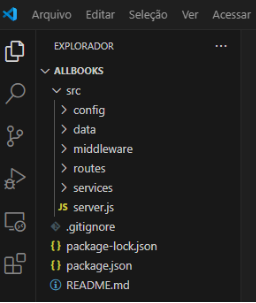 Arquivo Editar Seleção Ver Acessar
EXPLORADOR ...
ALLBOOKS
src
config
data
middleware
routes
services
JS server.js
.gitignore
{} package-lock.json
{} package.json
README.md